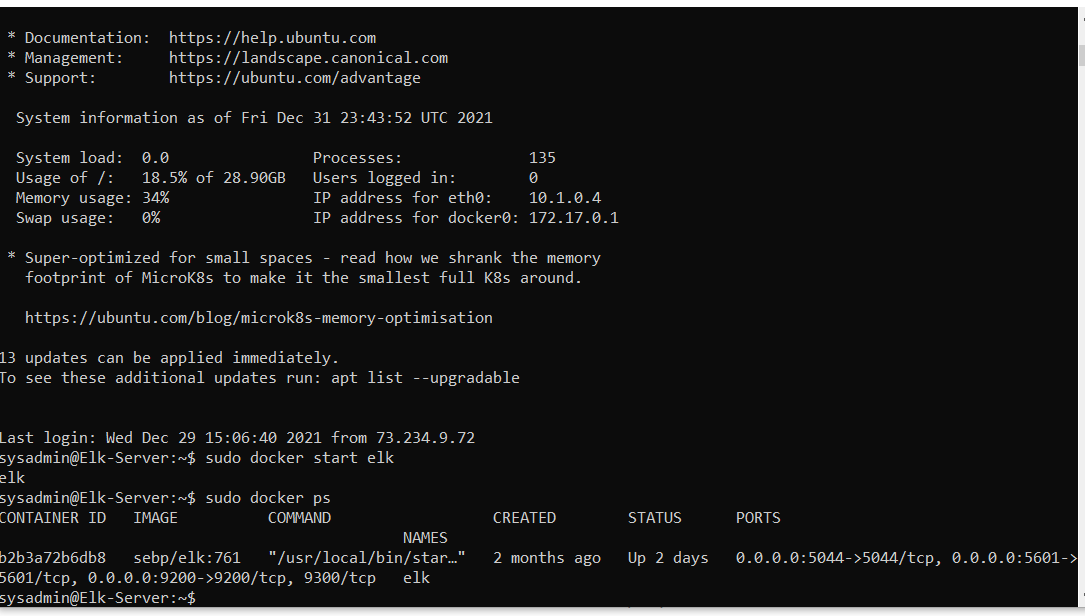 * Documentation:  https://help.ubuntu.com
* Management:     https://landscape.canonical.com
* Support:        https://ubuntu.com/advantage
System information as of Fri Dec 31 23:43:52 UTC 2021
System load:  0.0                Processes:              135
Usage of /:   18.5% of 28.90GB   Users logged in:        0
Memory usage: 34%                IP address for eth0:    10.1.0.4
Swap usage:   0%                 IP address for docker0: 172.17.0.1
* Super-optimized for small spaces - read how we shrank the memory
footprint of MicroK8s to make it the smallest full K8s around.
https://ubuntu.com/blog/microk8s-memory-optimisation
13 updates can be applied immediately.
To see these additional updates run: apt list --upgradable
Last login: Wed Dec 29 15:06:40 2021 from 73.234.9.72
sysadmin@Elk-Server:~$ sudo docker start elk
elk
sysadmin@Elk-Server:~$ sudo docker ps
CONTAINER ID   IMAGE          COMMAND                  CREATED        STATUS      PORTS
NAMES
b2b3a72b6db8   sebp/elk:761   "/usr/local/bin/star…"   2 months ago   Up 2 days   0.0.0.0:5044->5044/tcp, 0.0.0.0:5601->
5601/tcp, 0.0.0.0:9200->9200/tcp, 9300/tcp   elk
sysadmin@Elk-Server:~$